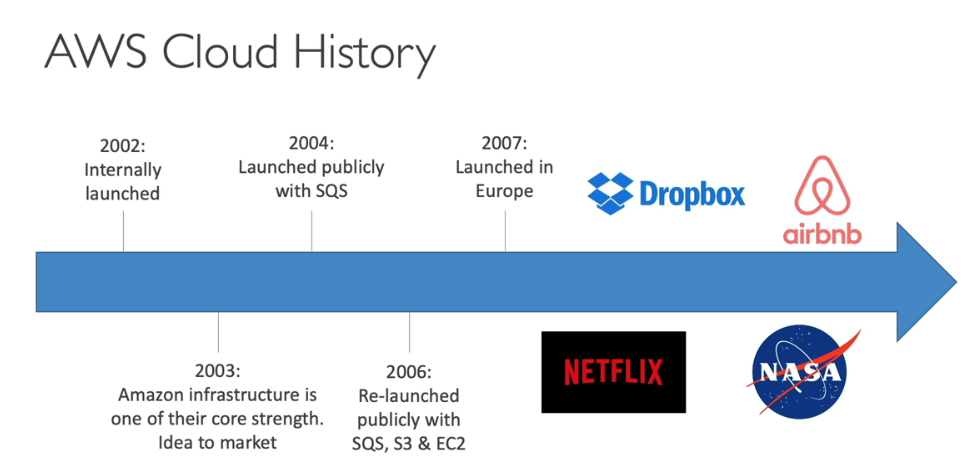 AWS Cloud History
2002:
Internally
launched
2004:
Launched publicly
with SQS
2007:
Launched in
Europe
Dropbox
airbnb
2003:
Amazon infrastructure is
one of their core strength.
Idea to market
2006:
Re-launched
publicly with
SQS, S3 & EC2
NETFLIX
NASA